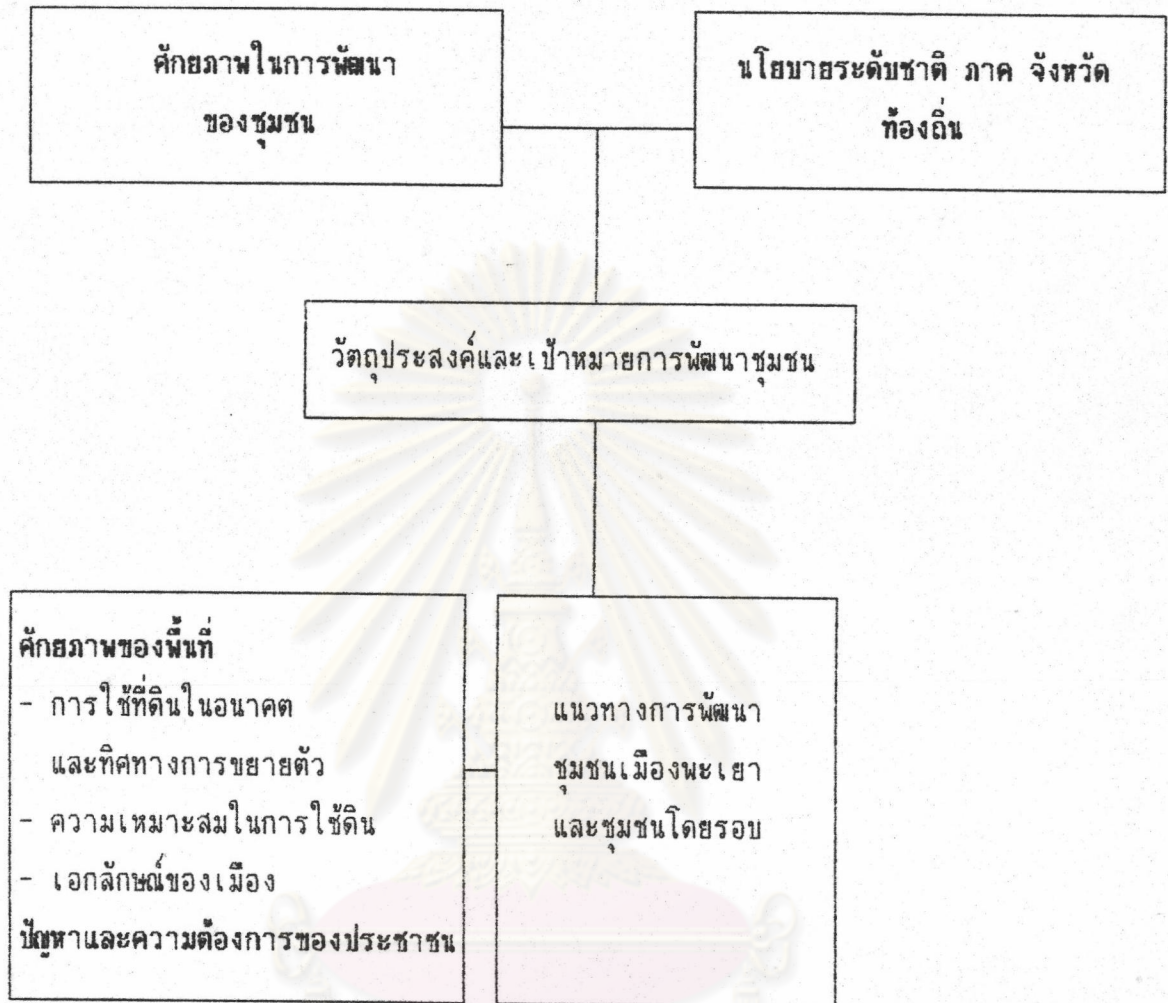 ศักยภาพในการพัฒนา
ของชุมชน
นโยบายระดับชาติ ภาค จังหวัด
ท้องถิ่น
วัตถุประสงค์และเป้าหมายการพัฒนาชุมชน
ศักยภาพของพื้นที่
- การใช้ที่ดินในอนาคต
และทิศทางการขยายตัว
- ความเหมาะสมในการใช้ดิน
- เอกลักษณ์ของเมือง
ปัญหาและความต้องการของประชาชน
แนวทางการพัฒนา
ชุมชนเมืองพะเยา
และชุมชนโดยรอบ